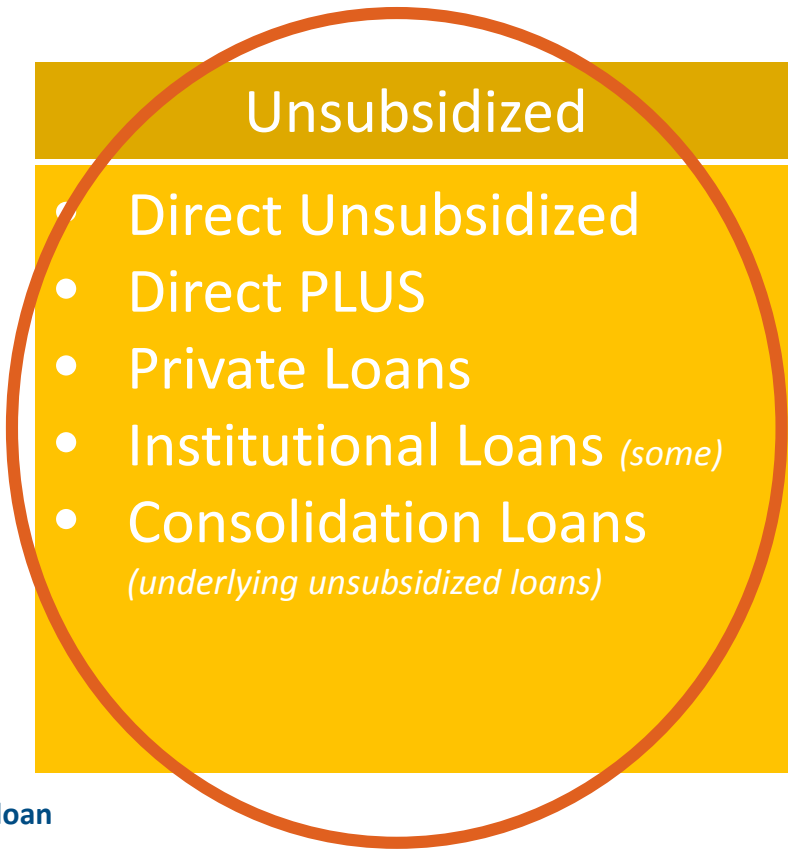 Unsubsidized
• Direct Unsubsidized
• Direct PLUS
• Private Loans
• Institutional Loans (some)
• Consolidation Loans
(underlying unsubsidized loans)
loan